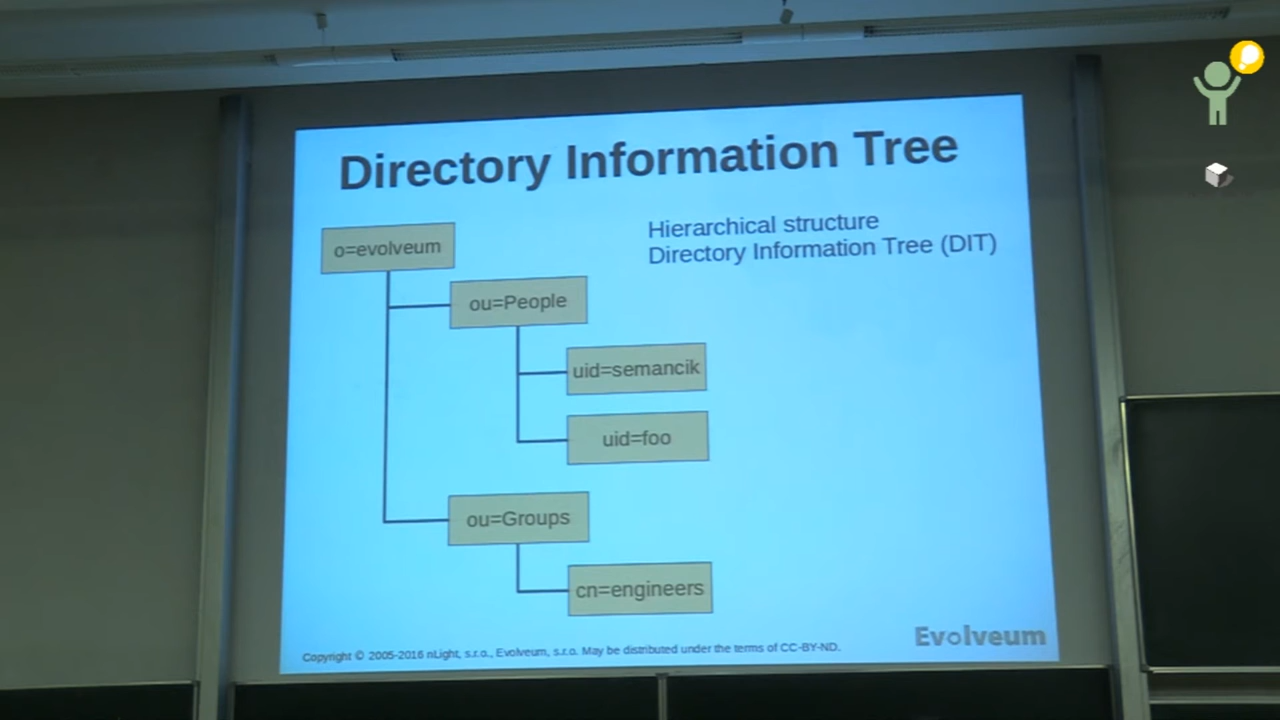 Directory Information Tree
Hierarchical structure
Directory Information Tree (DIT)
o=evolveum
ou=People
uid=semancik
uid=foo
ou=Groups
cn=engineers
Evolveum
Copyright © 2005-2016 nLight, s.r.o., Evolveum, s.r.o. May be distributed under the terms of CC-BY-ND.